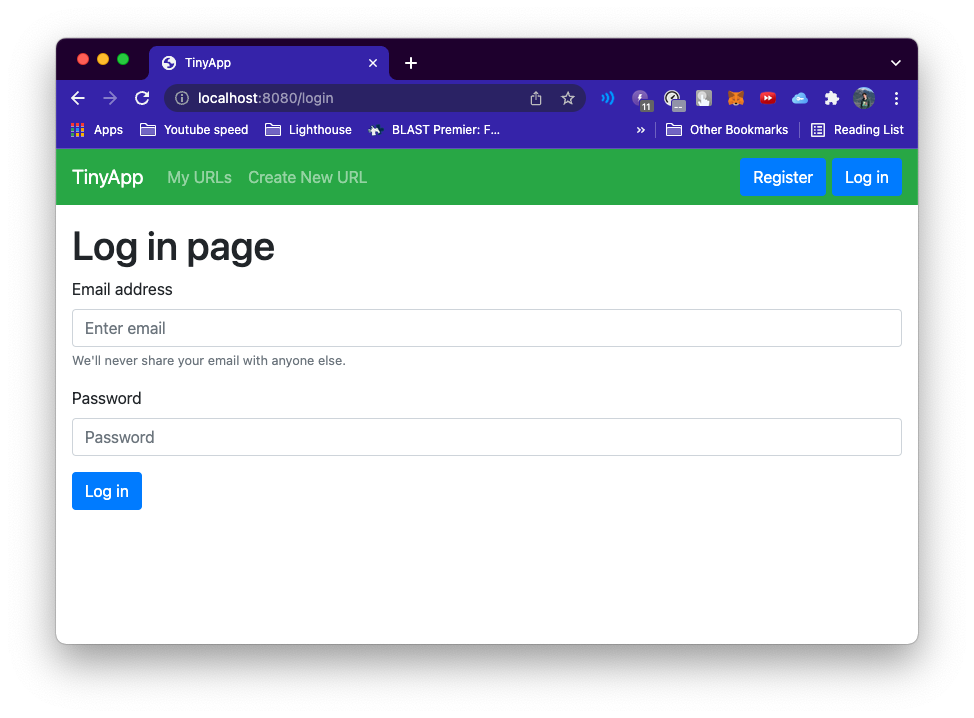 TinyApp
localhost:8080/login
11
--
Apps Youtube speed Lighthouse BLAST Premier: F... » Other Bookmarks Reading List
TinyApp My URLs Create New URL Register Log in
Log in page
Email address
Enter email
We'll never share your email with anyone else.
Password
Password
Log in